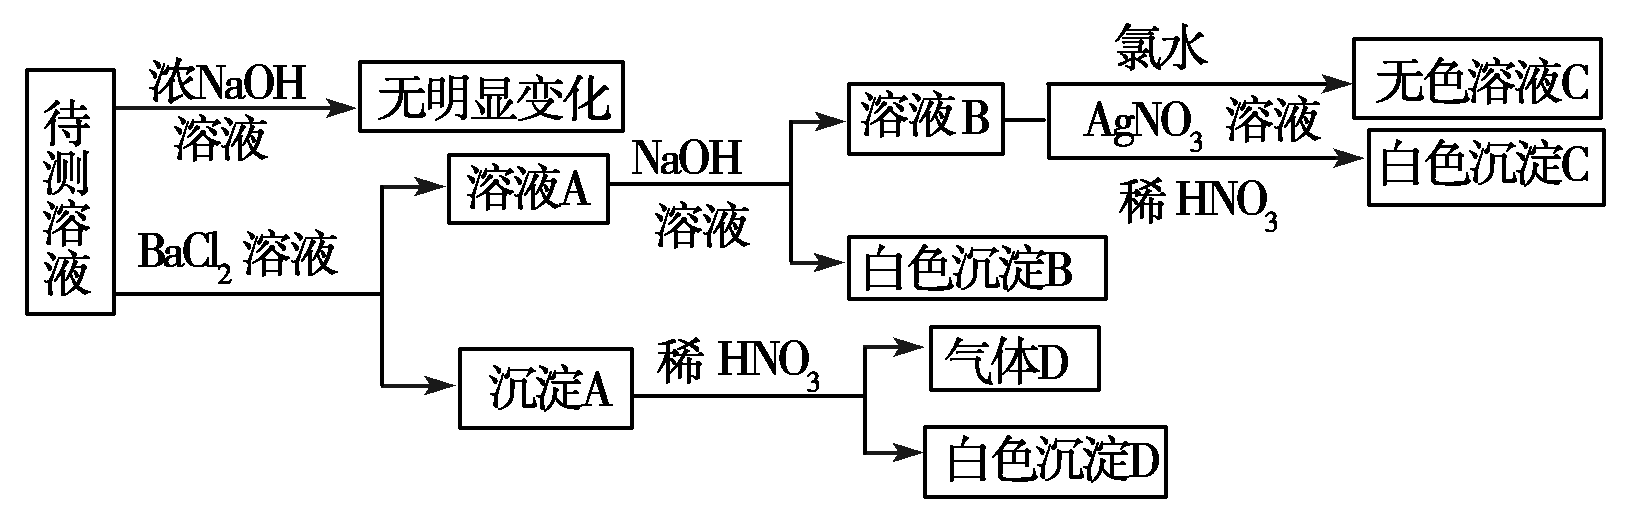 待测溶液
浓NaOH
溶液
无明显变化
BaCl₂ 溶液
溶液A
NaOH
溶液
溶液B
氯水
无色溶液C
AgNO₃ 溶液
稀 HNO₃
白色沉淀C
白色沉淀B
沉淀A
稀 HNO₃
气体D
白色沉淀D